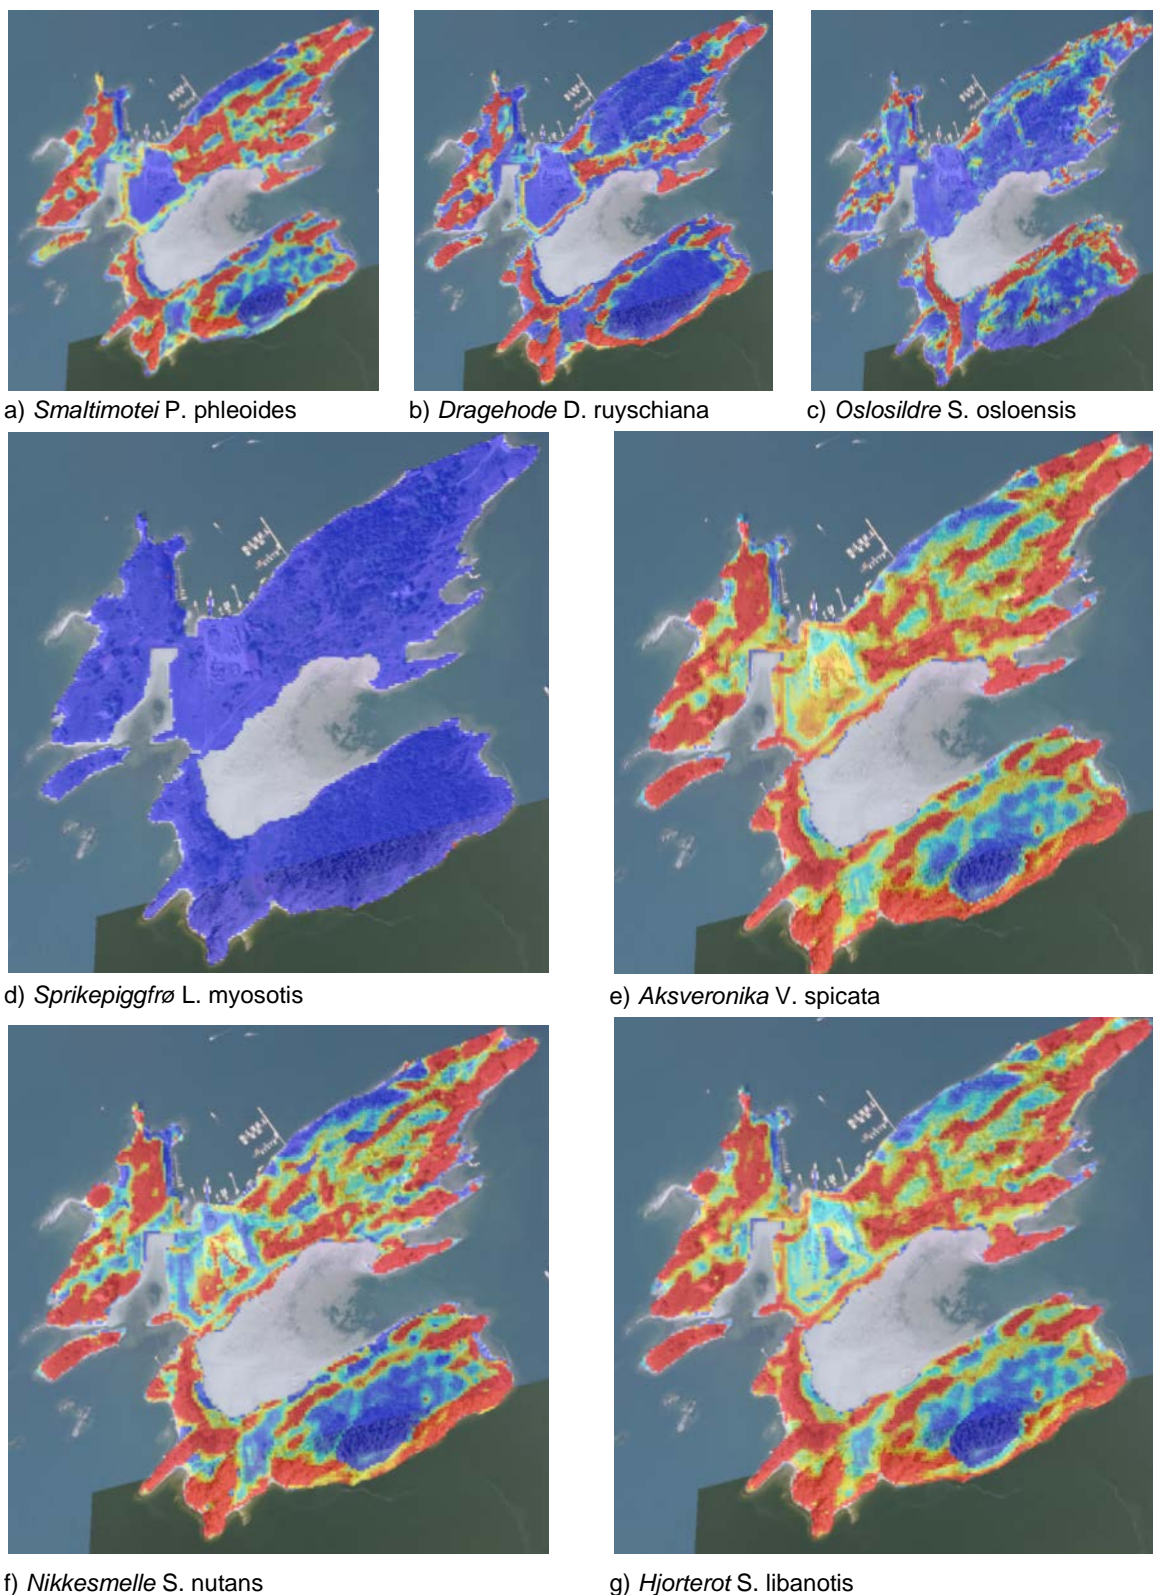 a) Smaltimotei P. phleoides
b) Dragehode D. ruyschiana
c) Oslosildre S. osloensis
d) Sprikepiggfrø L. myosotis
e) Aksveronika V. spicata
f) Nikkesmelle S. nutans
g) Hjorterot S. libanotis